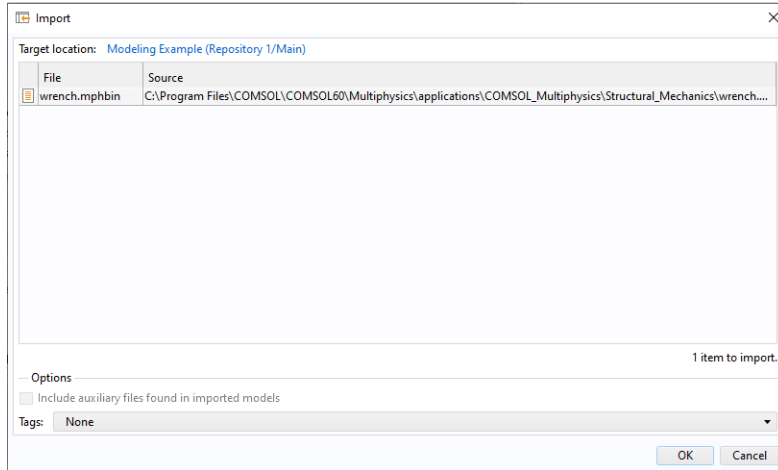 Import
Target location: Modeling Example (Repository 1/Main)
File Source
wrench.mphbin C:\Program Files\COMSOL\COMSOL60\Multiphysics\applications\COMSOL_Multiphysics\Structural_Mechanics\wrench....
1 item to import.
Options
Include auxiliary files found in imported models
Tags: None
OK Cancel